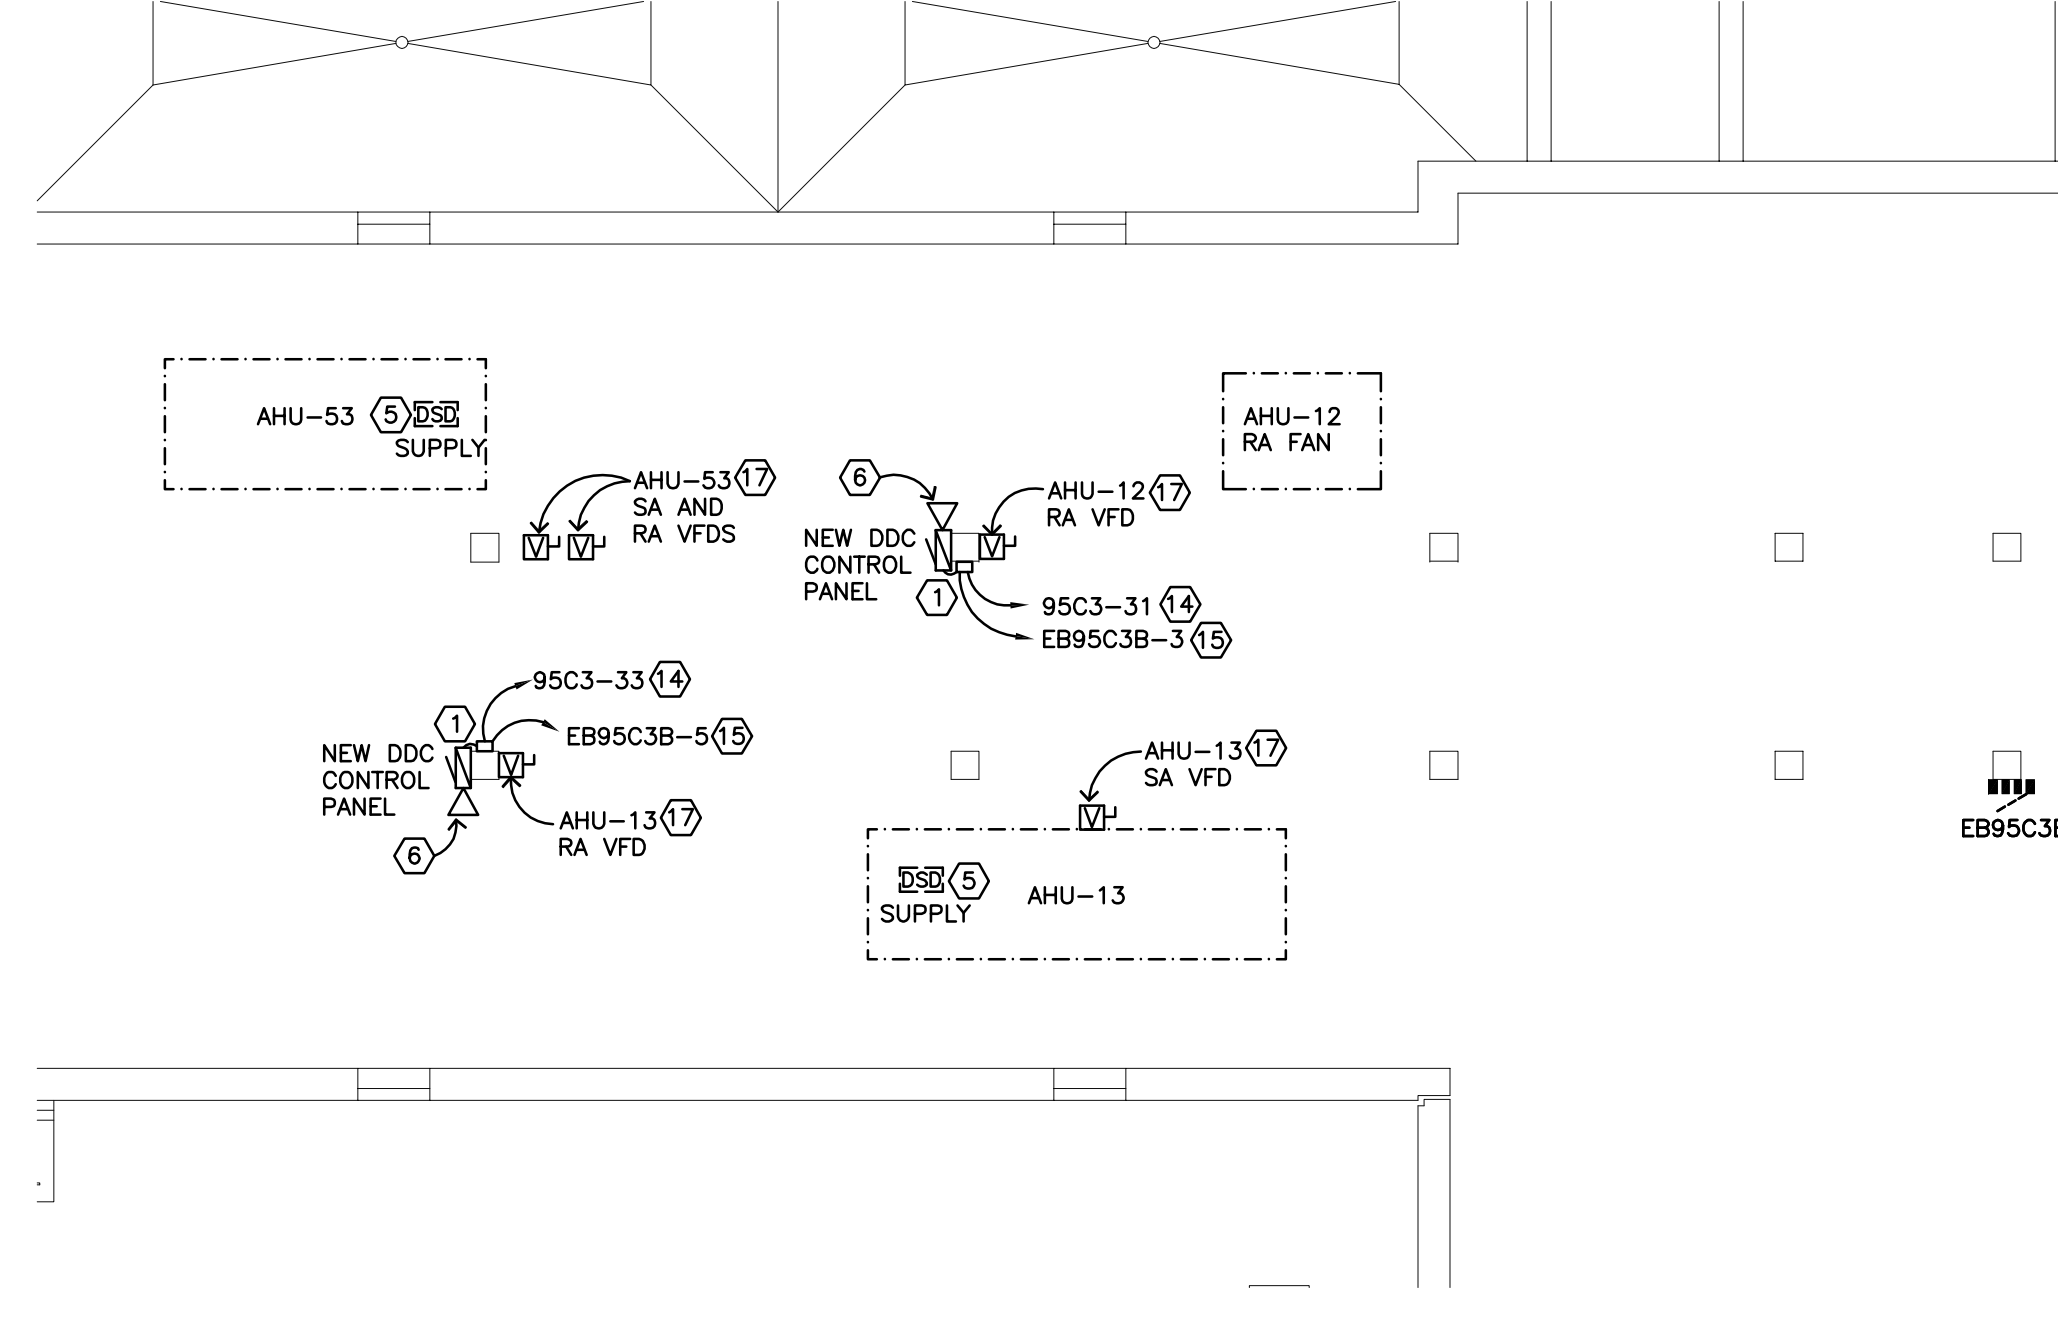 AHU-53 5 DSD
SUPPLY
AHU-12
RA FAN
AHU-53 17
SA AND
RA VFDS
V V
6
AHU-12 17
RA VFD
NEW DDC
CONTROL
PANEL
V
1
95C3-31 14
EB95C3B-3 15
95C3-33 14
1
EB95C3B-5 15
NEW DDC
CONTROL
PANEL
V
AHU-13 17
RA VFD
6
AHU-13 17
SA VFD
V
DSD 5
SUPPLY
AHU-13
EB95C3B